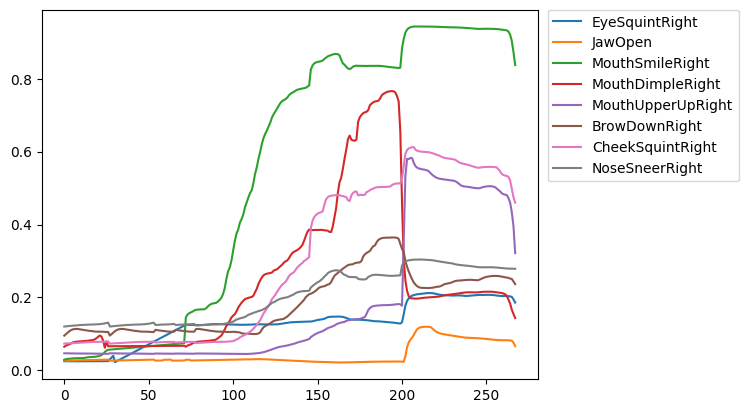 EyeSquintRight
JawOpen
MouthSmileRight
MouthDimpleRight
MouthUpperUpRight
BrowDownRight
CheekSquintRight
NoseSneerRight
0.8
0.6
0.4
0.2
0.0
0 50 100 150 200 250